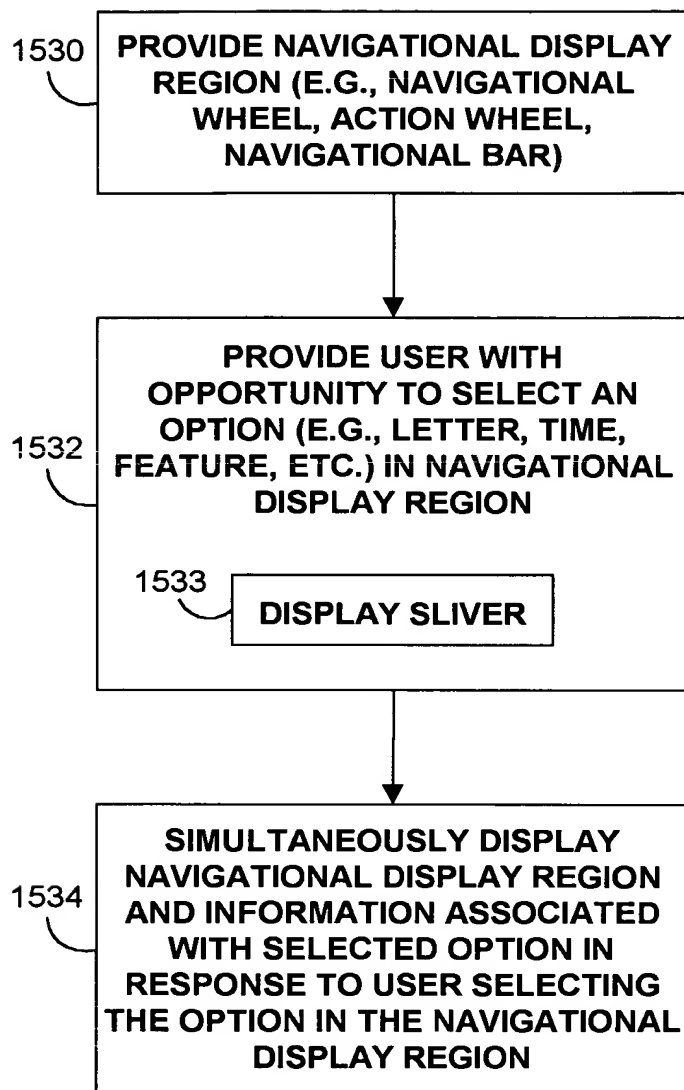 1530
PROVIDE NAVIGATIONAL DISPLAY
REGION (E.G., NAVIGATIONAL
WHEEL, ACTION WHEEL,
NAVIGATIONAL BAR)
1532
PROVIDE USER WITH
OPPORTUNITY TO SELECT AN
OPTION (E.G., LETTER, TIME,
FEATURE, ETC.) IN NAVIGATIONAL
DISPLAY REGION
1533
DISPLAY SLIVER
1534
SIMULTANEOUSLY DISPLAY
NAVIGATIONAL DISPLAY REGION
AND INFORMATION ASSOCIATED
WITH SELECTED OPTION IN
RESPONSE TO USER SELECTING
THE OPTION IN THE NAVIGATIONAL
DISPLAY REGION